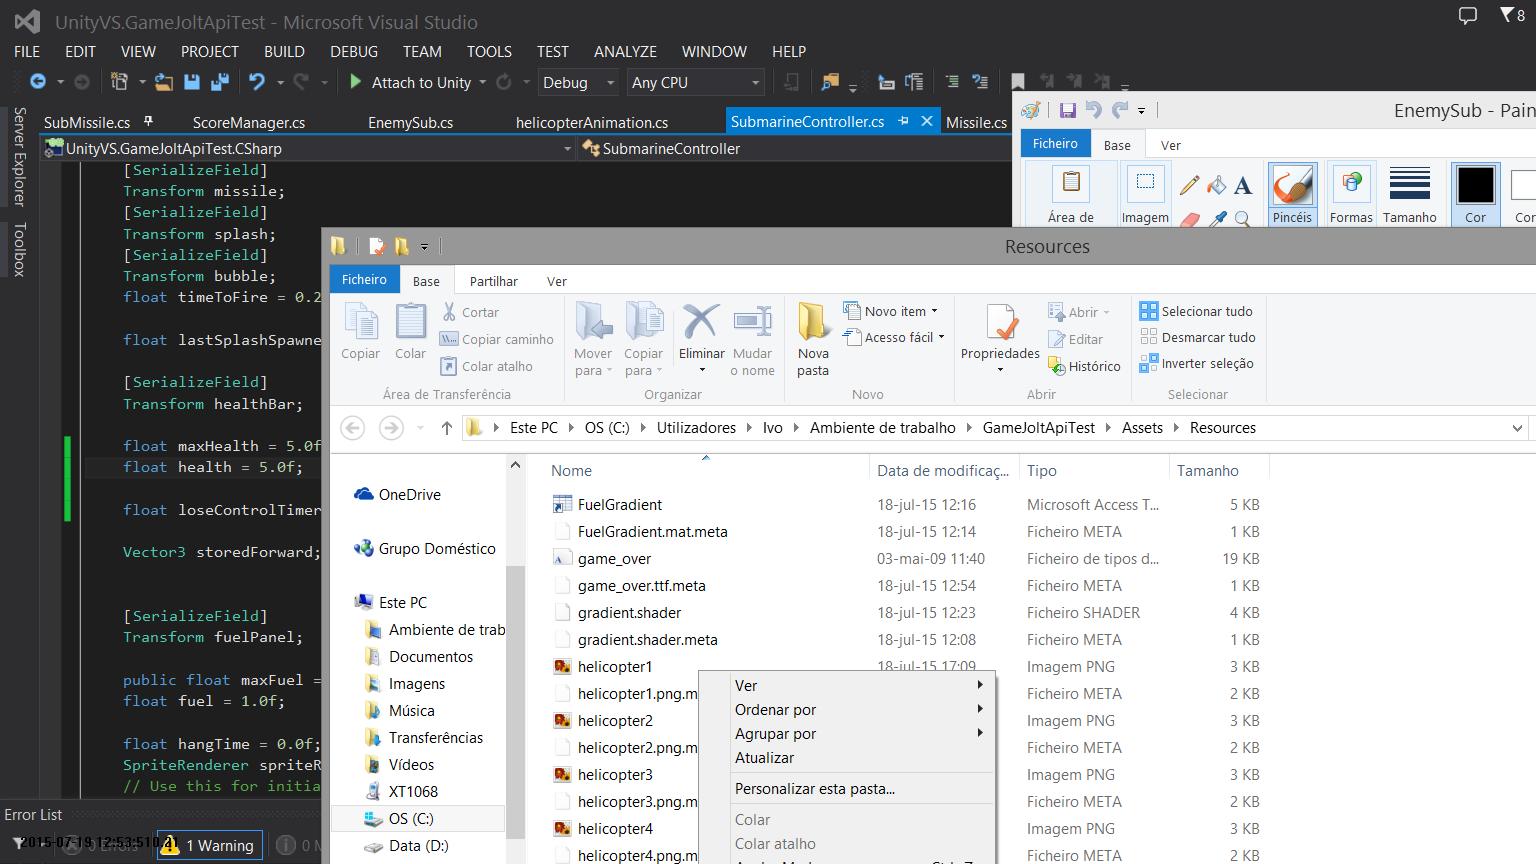 UnityVS.GameJoltApiTest - Microsoft Visual Studio
8
FILE EDIT VIEW PROJECT BUILD DEBUG TEAM TOOLS TEST ANALYZE WINDOW HELP
Attach to Unity Debug Any CPU
Server Explorer
Toolbox
SubMissile.cs ScoreManager.cs EnemySub.cs helicopterAnimation.cs SubmarineController.cs Missile.cs
UnityVS.GameJoltApiTest.CSharp SubmarineController
[SerializeField]
Transform missile;
[SerializeField]
Transform splash;
[SerializeField]
Transform bubble;
float timeToFire = 0.2
float lastSplashSpawne
[SerializeField]
Transform healthBar;
float maxHealth = 5.0f
float health = 5.0f;
float loseControlTimer
Vector3 storedForward;
[SerializeField]
Transform fuelPanel;
public float maxFuel =
float fuel = 1.0f;
float hangTime = 0.0f;
SpriteRenderer spriteR
// Use this for initia
Error List
2015-07-19 12:53:51
1 Warning
0 M
EnemySub - Pain
Ficheiro Base Ver
Área de Imagem Pincéis Formas Tamanho Cor Cor
Resources
Ficheiro Base Partilhar Ver
Copiar
Colar
Cortar
Copiar caminho
Colar atalho
Área de Transferência
Mover para
Copiar para
Eliminar
Mudar o nome
Organizar
Nova pasta
Novo item
Acesso fácil
Novo
Propriedades
Abrir
Editar
Histórico
Abrir
Selecionar tudo
Desmarcar tudo
Inverter seleção
Selecionar
Este PC OS (C:) Utilizadores Ivo Ambiente de trabalho GameJoltApiTest Assets Resources
OneDrive
Grupo Doméstico
Este PC
Ambiente de trab
Documentos
Imagens
Música
Transferências
Vídeos
XT1068
OS (C:)
Data (D:)
Nome Data de modificaç... Tipo Tamanho
FuelGradient 18-jul-15 12:16 Microsoft Access T... 5 KB
FuelGradient.mat.meta 18-jul-15 12:14 Ficheiro META 1 KB
game_over 03-mai-09 11:40 Ficheiro de tipos d... 19 KB
game_over.ttf.meta 18-jul-15 12:54 Ficheiro META 1 KB
gradient.shader 18-jul-15 12:23 Ficheiro SHADER 4 KB
gradient.shader.meta 18-jul-15 12:08 Ficheiro META 1 KB
helicopter1 18-jul-15 17:09 Imagem PNG 3 KB
helicopter1.png.m Ficheiro META 2 KB
helicopter2 Imagem PNG 3 KB
helicopter2.png.m Ficheiro META 2 KB
helicopter3 Imagem PNG 3 KB
helicopter3.png.m Ficheiro META 2 KB
helicopter4 Imagem PNG 3 KB
helicopter4.png.m Ficheiro META 2 KB
Ver
Ordenar por
Agrupar por
Atualizar
Personalizar esta pasta...
Colar
Colar atalho